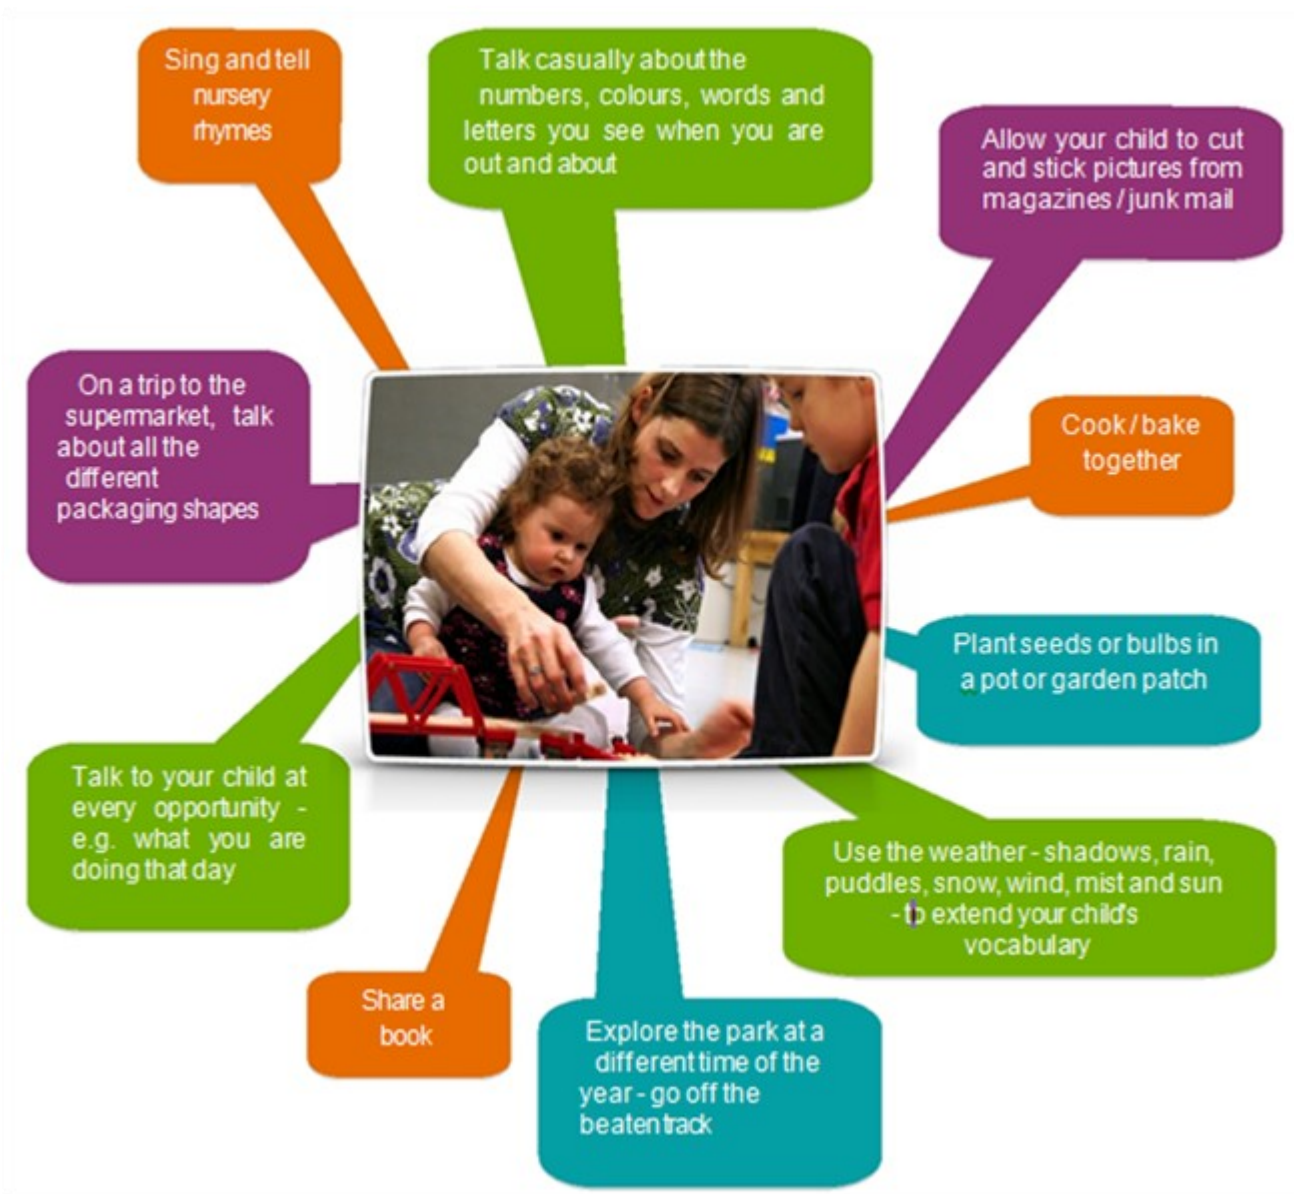 Sing and tell
nursery
rhymes
Talk casually about the
numbers, colours, words and
letters you see when you are
out and about
Allow your child to cut
and stick pictures from
magazines / junk mail
On a trip to the
supermarket, talk
about all the
different
packaging shapes
Cook / bake
together
Plant seeds or bulbs in
a pot or garden patch
Talk to your child at
every opportunity -
e.g. what you are
doing that day
Use the weather - shadows, rain,
puddles, snow, wind, mist and sun
- to extend your child's
vocabulary
Share a
book
Explore the park at a
different time of the
year - go off the
beaten track